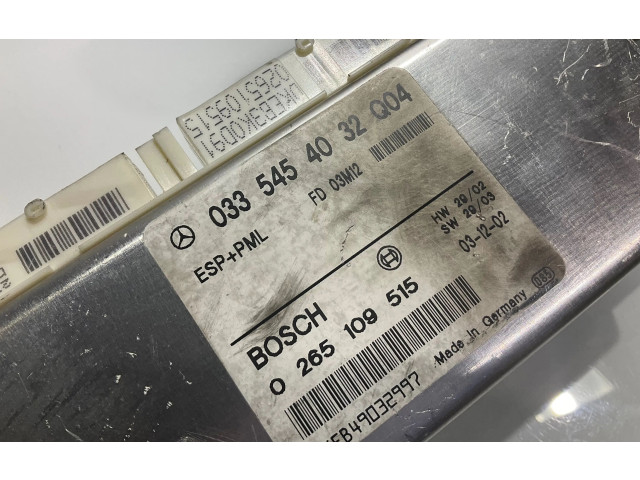 0265109515
033 545 40 32 Q04
ESP+PML
FD 03M12
HW 29/02
SW 29/03
03-12-02
BOSCH
0 265 109 515
Made in Germany